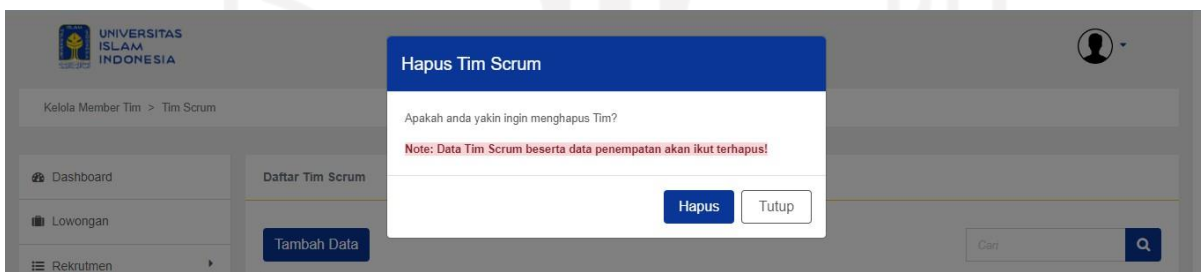 UNIVERSITAS
ISLAM
INDONESIA
Hapus Tim Scrum
Kelola Member Tim > Tim Scrum
Apakah anda yakin ingin menghapus Tim?
Note: Data Tim Scrum beserta data penempatan akan ikut terhapus!
Dashboard
Daftar Tim Scrum
Hapus
Tutup
Lowongan
Tambah Data
Cari
Rekrutmen